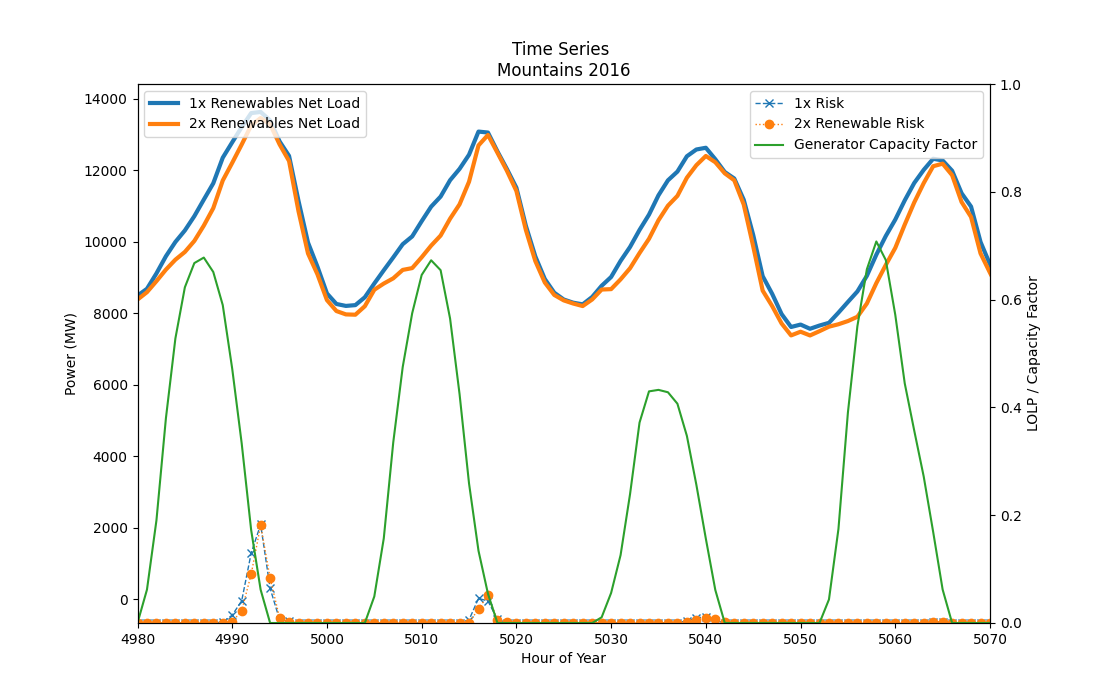 Time Series
Mountains 2016
1x Renewables Net Load
2x Renewables Net Load
1x Risk
2x Renewable Risk
Generator Capacity Factor
14000
12000
10000
8000
6000
4000
2000
0
Power (MW)
1.0
0.8
0.6
0.4
0.2
0.0
LOLP / Capacity Factor
4980 4990 5000 5010 5020 5030 5040 5050 5060 5070
Hour of Year